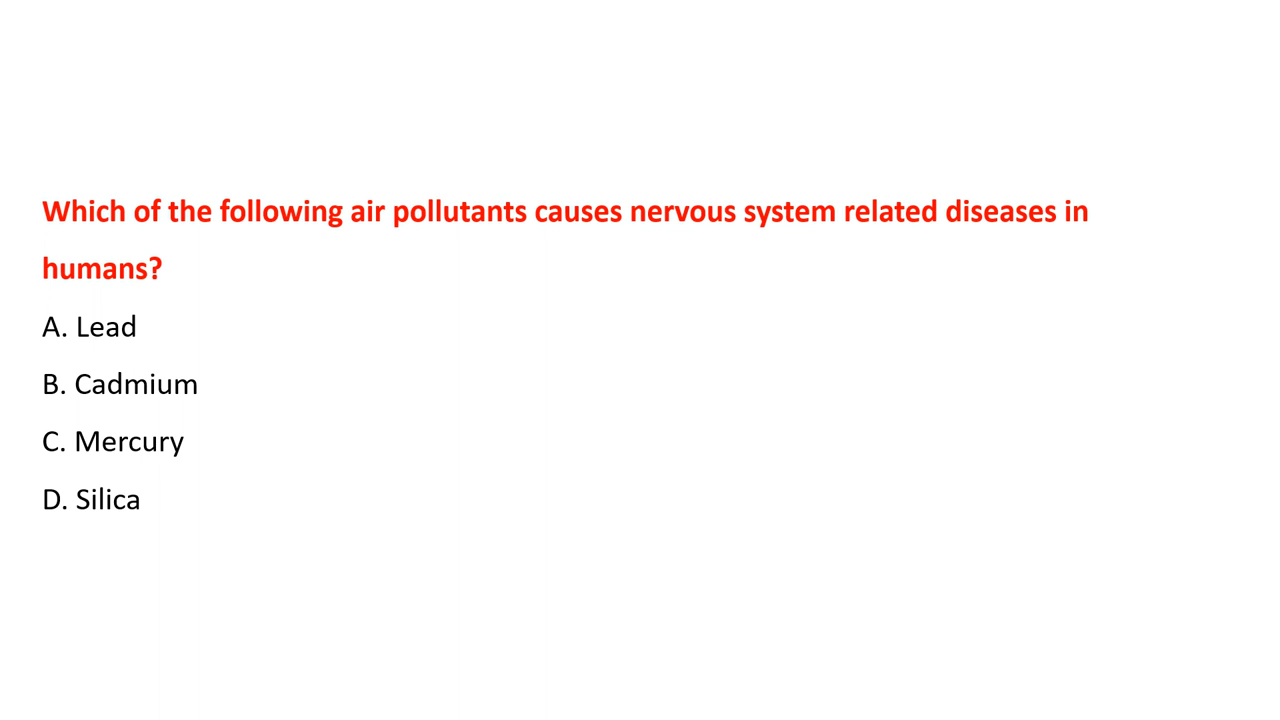 Which of the following air pollutants causes nervous system related diseases in
humans?
A. Lead
B. Cadmium
C. Mercury
D. Silica